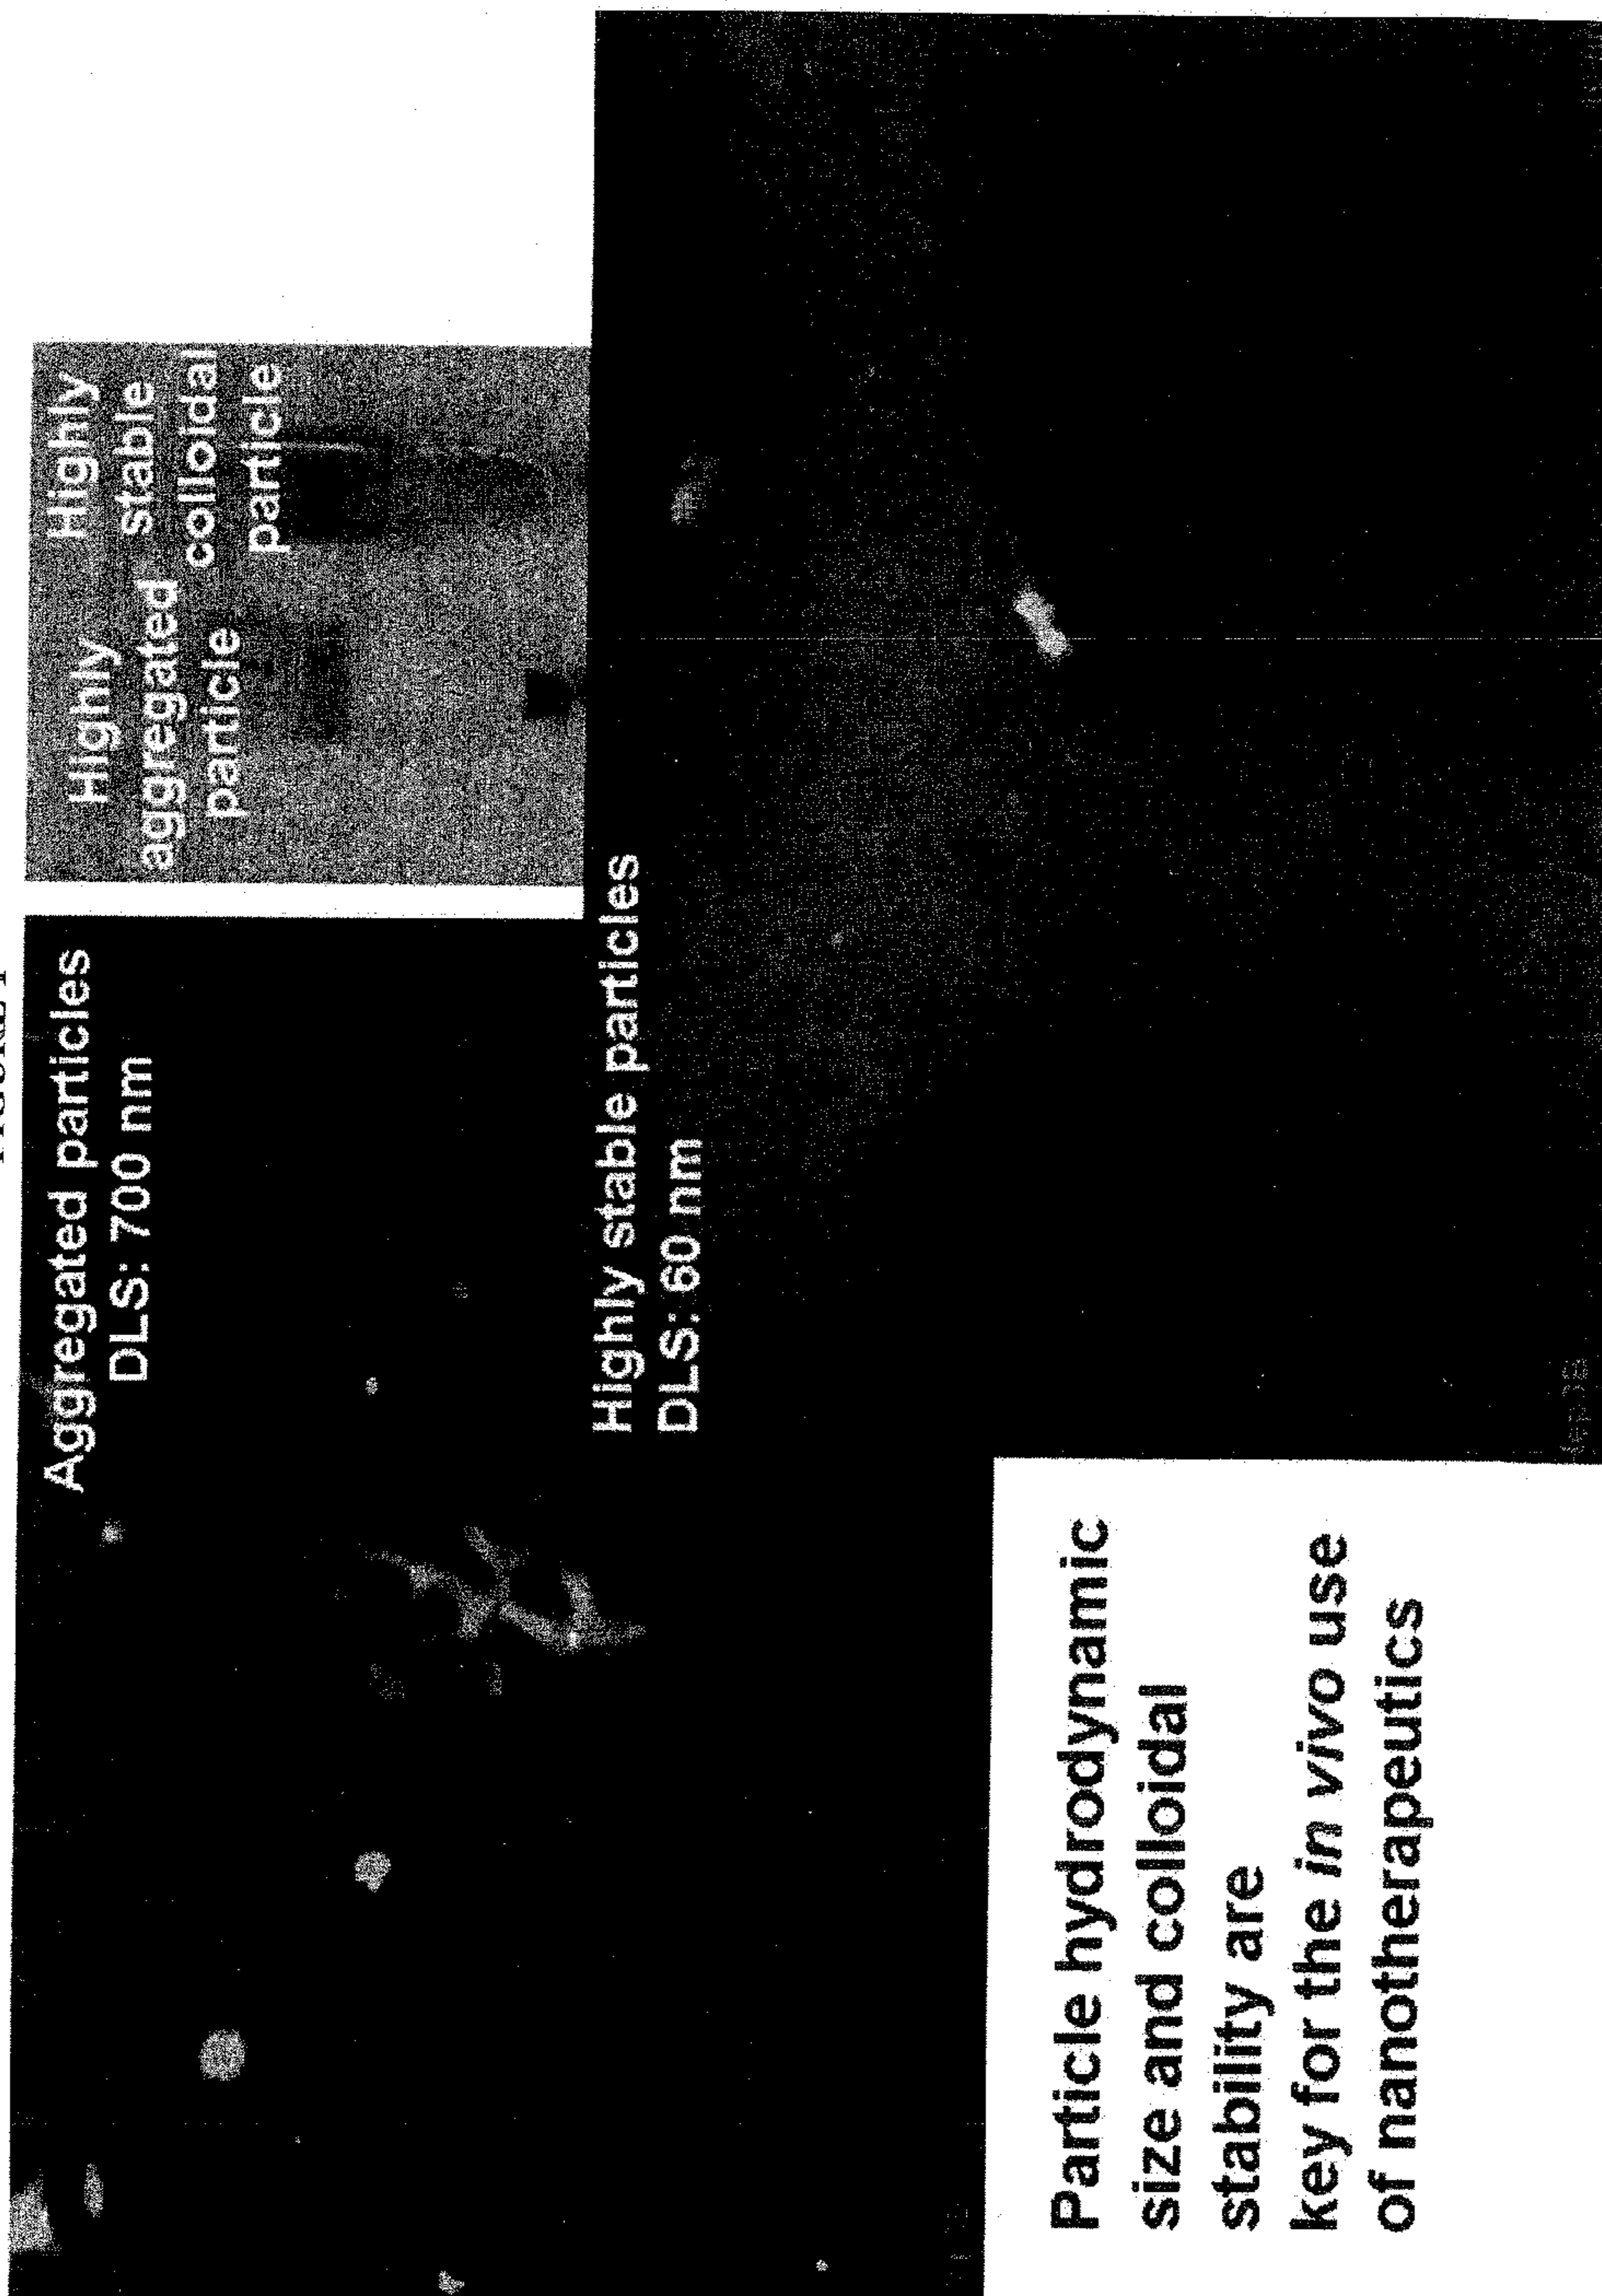 Aggregated particles
DLS: 700 nm
Highly
aggregated
particle
Highly
stable
colloidal
particle
Highly stable particles
DLS: 60 nm
Particle hydrodynamic
size and colloidal
stability are
key for the in vivo use
of nanotherapeutics